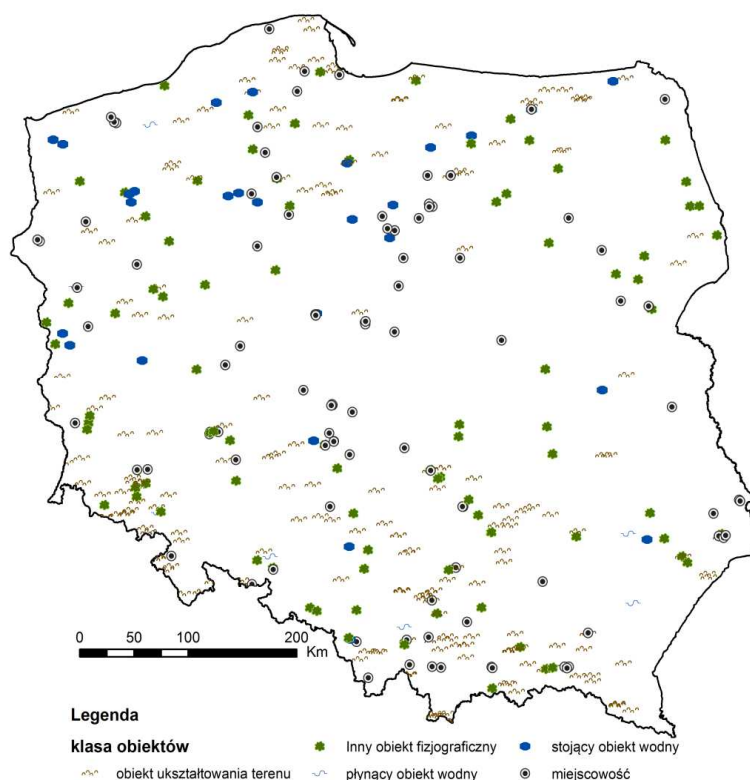 0 50 100 200
Km
Legenda
klasa obiektów
Inny obiekt fizjograficzny
stojący obiekt wodny
obiekt ukształtowania terenu
płynący obiekt wodny
miejscowość